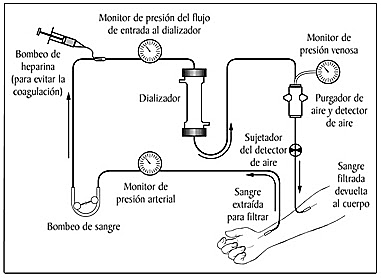 Monitor de presión del flujo
de entrada al dializador
Monitor de
presión venosa
Bombeo de
heparina
(para evitar la
coagulación)
Dializador
Purgador
de aire y detector
de aire
Sujetador
del detector
de aire
Sangre
filtrada
devuelta
al cuerpo
Monitor de
presión arterial
Sangre
extraída
para filtrar
Bombeo de sangre